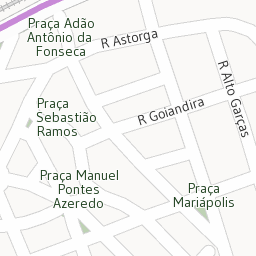 Praça Adão
Antônio da
Fonseca
R Astorga
R Alto Garças
Praça
Sebastião
Ramos
R Goiandira
Praça Manuel
Pontes
Azeredo
Praça
Mariápolis